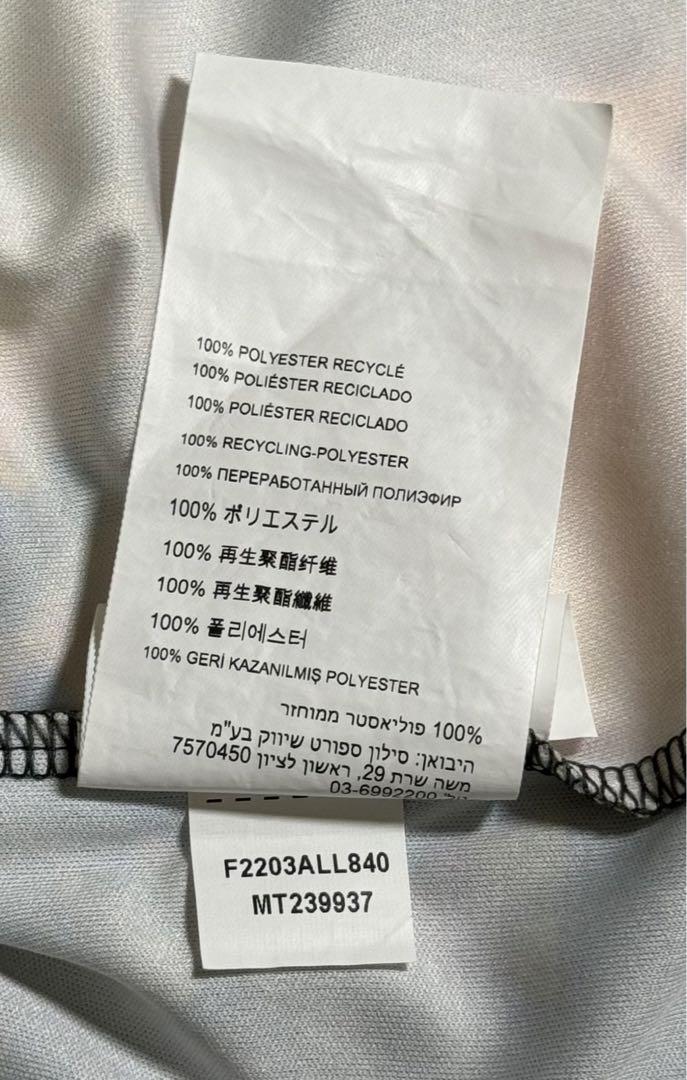 100% POLYESTER RECYCLÉ
100% POLIÉSTER RECICLADO
100% POLIÉSTER RECICLADO
100% RECYCLING-POLYESTER
100% ПЕРЕРАБОТАННЫЙ ПОЛИЭФИР
100% ポリエステル
100% 再生聚酯纤维
100% 再生聚酯纖維
100% 폴리에스터
100% GERİ KAZANILMIŞ POLYESTER
100% פוליאסטר ממוחזר
היבואן: סילון ספורט שיווק בע"מ
משה שרת 29, ראשון לציון 7570450
טל' 03-6992200
F2203ALL840
MT239937